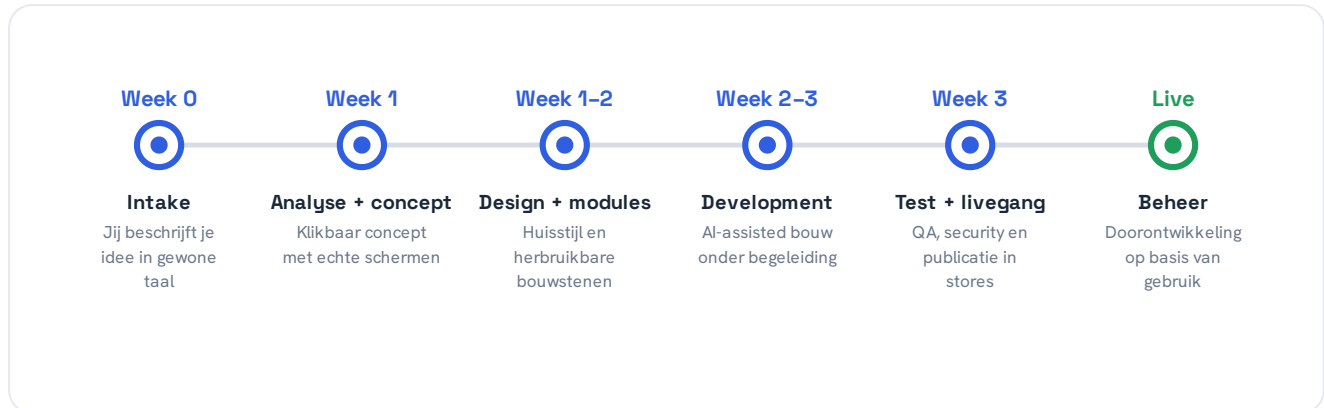 Week 0
Week 1
Week 1–2
Week 2–3
Week 3
Live
Intake
Analyse + concept
Design + modules
Development
Test + livegang
Beheer
Jij beschrijft je
idee in gewone
taal
Klikbaar concept
met echte schermen
Huisstijl en
herbruikbare
bouwstenen
AI-assisted bouw
onder begeleiding
QA, security en
publicatie in
stores
Doorontwikkeling
op basis van
gebruik